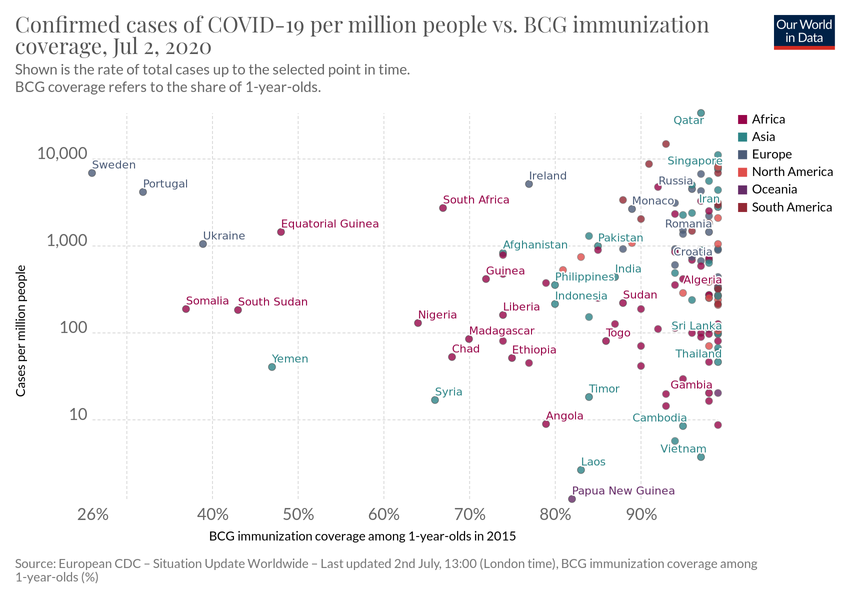 Confirmed cases of COVID-19 per million people vs. BCG immunization
coverage, Jul 2, 2020
Our World
in Data
Shown is the rate of total cases up to the selected point in time.
BCG coverage refers to the share of 1-year-olds.
Qatar
Africa
Asia
10,000
Singapore
Europe
Sweden
Portugal
Ireland
Russia
North America
South Africa
Monaco
Iran
Oceania
Equatorial Guinea
Romania
South America
Ukraine
1,000
Afghanistan
Pakistan
Croatia
Guinea
Philippines
India
Algeria
Somalia
South Sudan
Indonesia
Sudan
Nigeria
Liberia
100
Madagascar
Togo
Sri Lanka
Chad
Ethiopia
Thailand
Yemen
Syria
Timor
Gambia
10
Angola
Cambodia
Vietnam
Laos
Papua New Guinea
Cases per million people
26%
40%
50%
60%
70%
80%
90%
BCG immunization coverage among 1-year-olds in 2015
Source: European CDC – Situation Update Worldwide – Last updated 2nd July, 13:00 (London time), BCG immunization coverage among
1-year-olds (%)